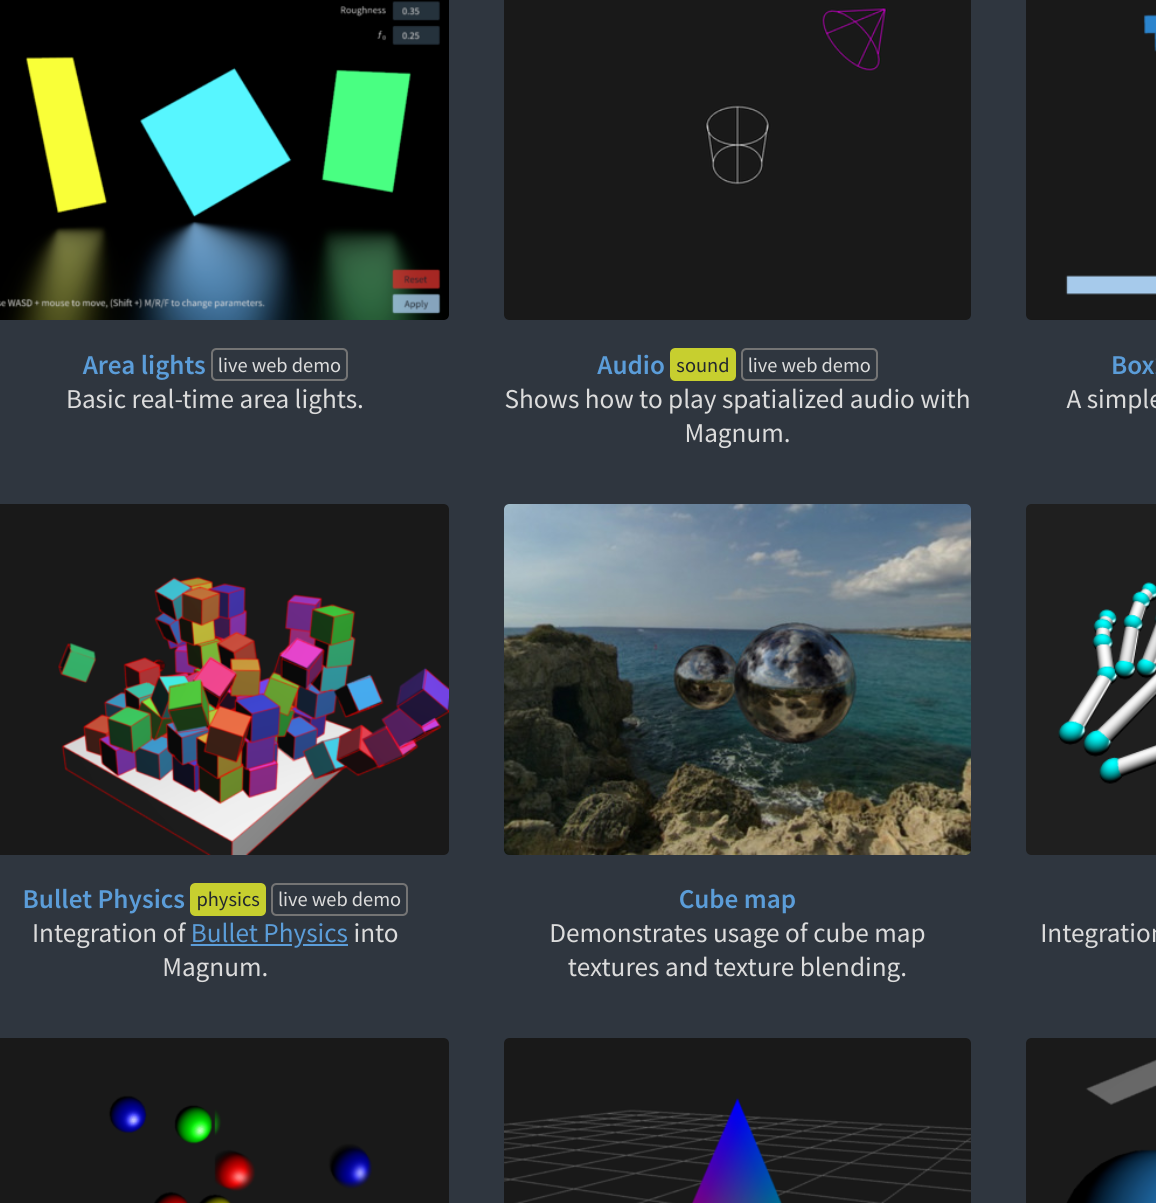 Roughness 0.35
f₀ 0.25
Reset
WASD + mouse to move, (Shift +) M/R/F to change parameters.
Apply
Area lights live web demo
Basic real-time area lights.
Audio sound live web demo
Shows how to play spatialized audio with
Magnum.
Box
A simple
Bullet Physics physics live web demo
Integration of Bullet Physics into
Magnum.
Cube map
Demonstrates usage of cube map
textures and texture blending.
Integration